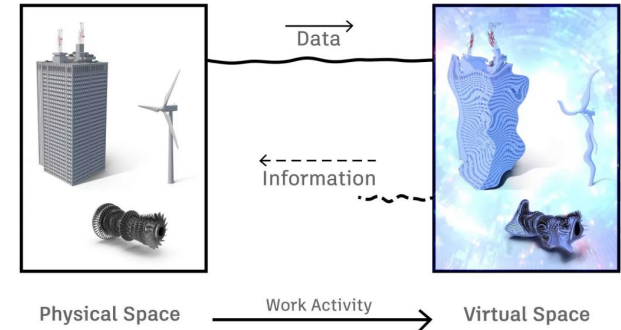 Data
Information
Physical Space
Work Activity
Virtual Space